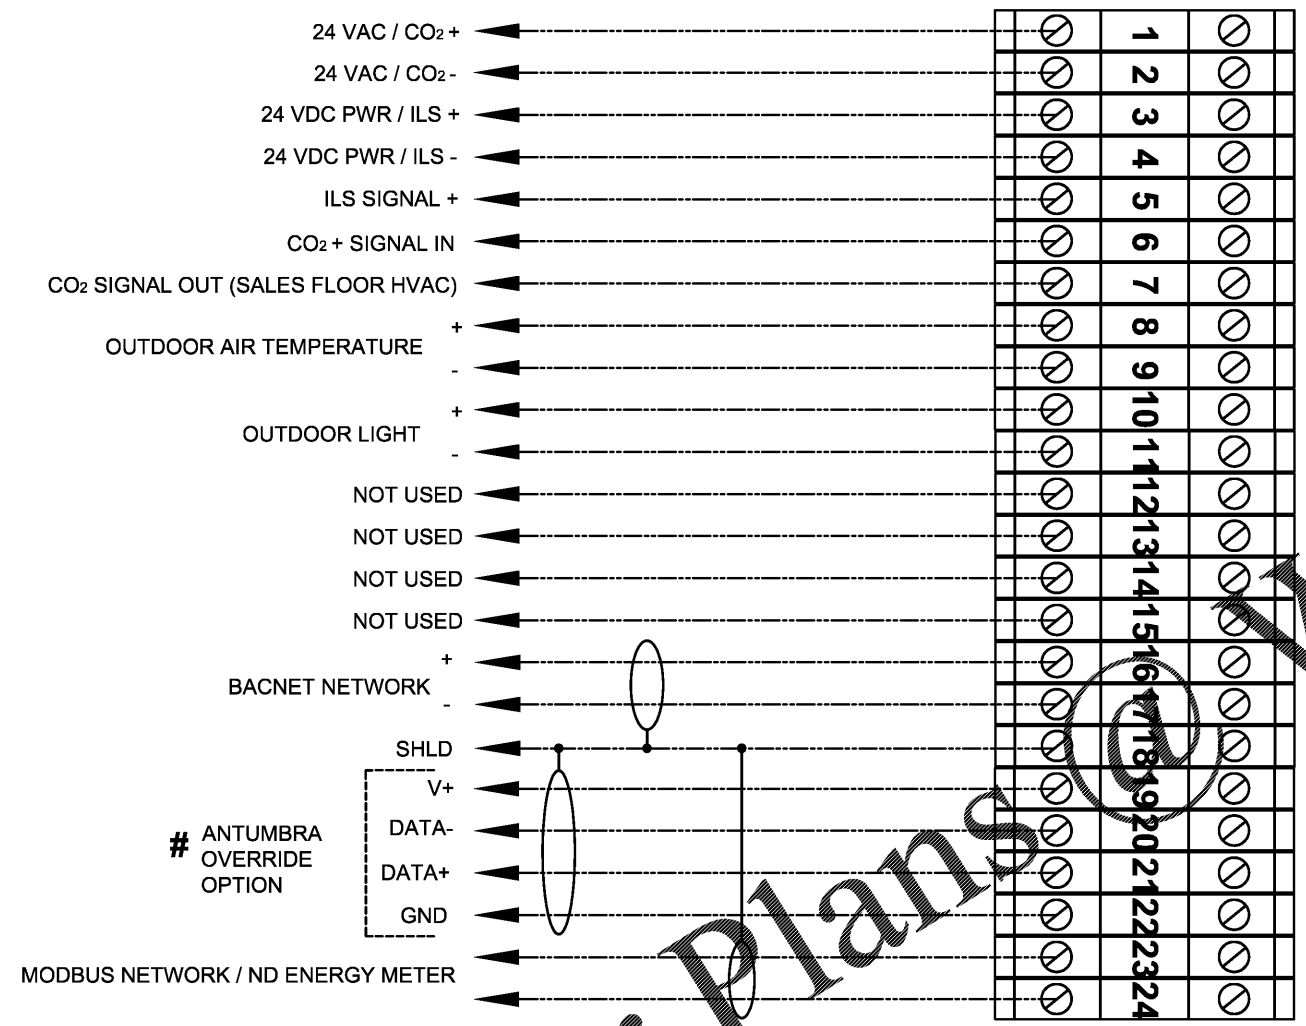 24 VAC / CO2 + 1
24 VAC / CO2 - 2
24 VDC PWR / ILS + 3
24 VDC PWR / ILS - 4
ILS SIGNAL + 5
CO2 + SIGNAL IN 6
CO2 SIGNAL OUT (SALES FLOOR HVAC) 7
+ 8
OUTDOOR AIR TEMPERATURE
- 9
+ 10
OUTDOOR LIGHT
- 11
NOT USED 12
NOT USED 13
NOT USED 14
NOT USED 15
+ 16
BACNET NETWORK
- 17
SHLD 18
V+ 19
DATA- 20
DATA+ 21
GND 22
# ANTUMBRA
OVERRIDE
OPTION
23
MODBUS NETWORK / ND ENERGY METER
24
Plans @